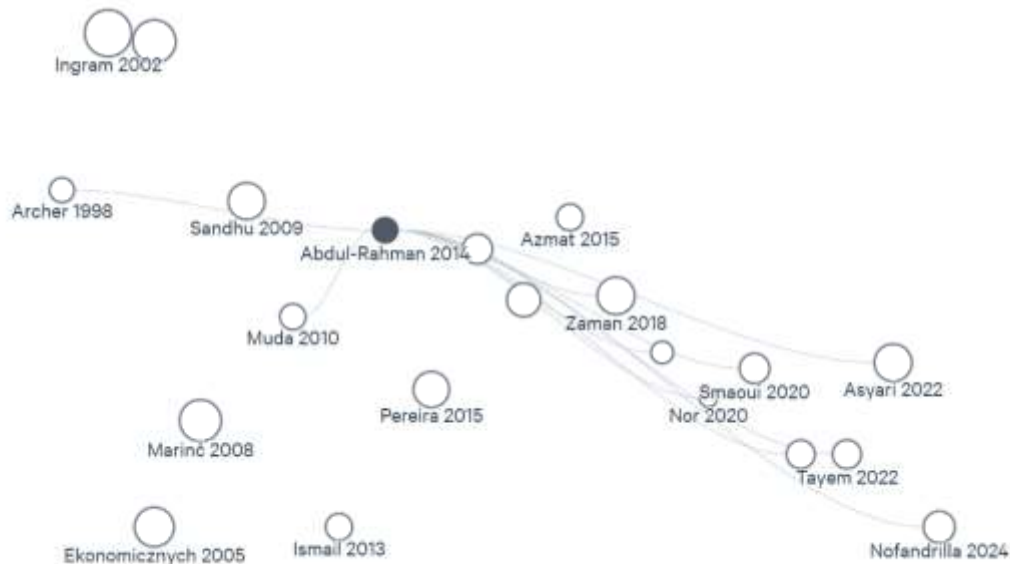 Ingram 2002
Archer 1998
Sandhu 2009
Azmat 2015
Abdul-Rahman 2014
Zaman 2018
Muda 2010
Smaoui 2020
Asyari 2022
Pereira 2015
Nor 2020
Marinč 2008
Tayem 2022
Ekonomicznych 2005
Ismail 2013
Nofandrilla 2024